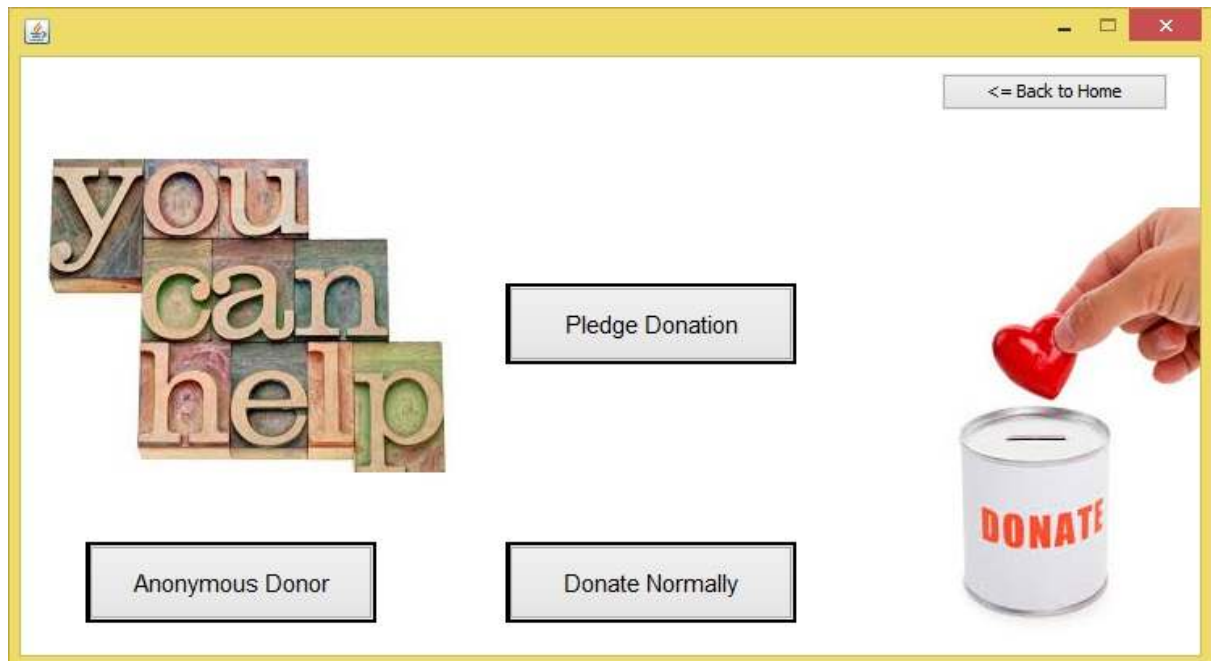 <= Back to Home
you
can
help
Pledge Donation
DONATE
Anonymous Donor
Donate Normally